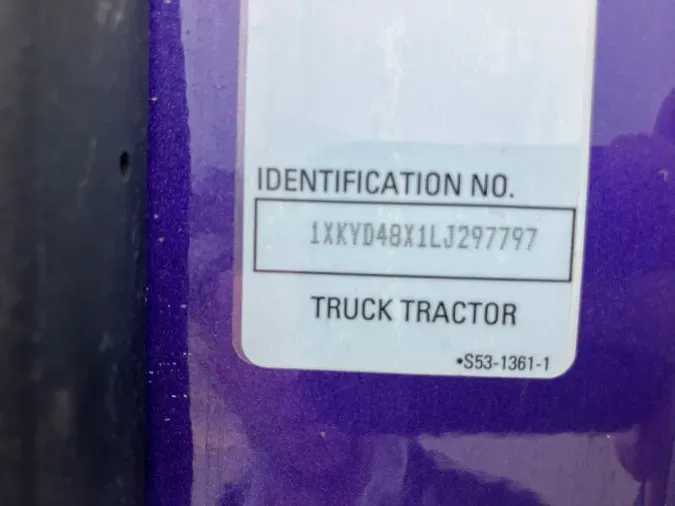 IDENTIFICATION NO.
1XKYD48X1LJ297797
TRUCK TRACTOR
•S53-1361-1